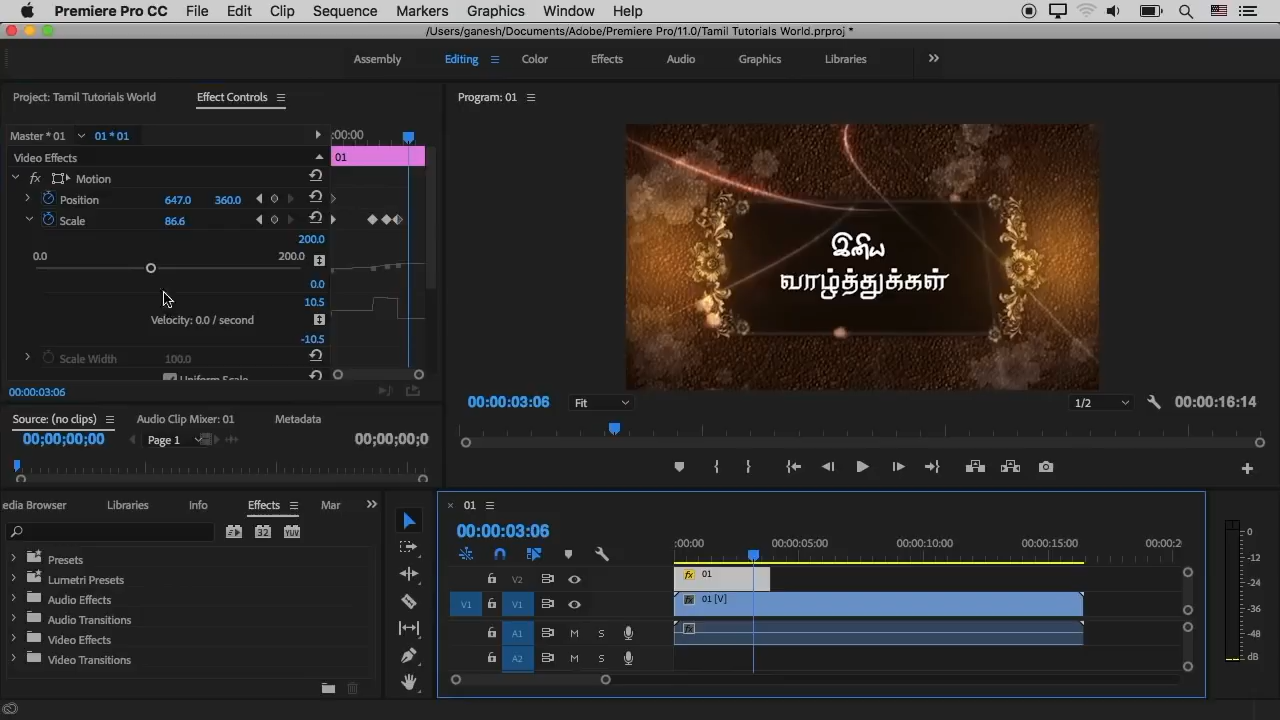 Premiere Pro CC File Edit Clip Sequence Markers Graphics Window Help
/Users/ganesh/Documents/Adobe/Premiere Pro/11.0/Tamil Tutorials World.prproj *
Assembly Editing Color Effects Audio Graphics Libraries
Project: Tamil Tutorials World Effect Controls
Master * 01 01 * 01
:00:00
Video Effects
01
fx Motion
Position 647.0 360.0
Scale 86.6
200.0
0.0 200.0
0.0
10.5
Velocity: 0.0 / second
-10.5
Scale Width 100.0
Uniform Scale
00:00:03:06
Program: 01
இனிய
வாழ்த்துக்கள்
00:00:03:06 Fit 1/2 00:00:16:14
Source: (no clips) Audio Clip Mixer: 01 Metadata
00;00;00;00 Page 1 00;00;00;0
edia Browser Libraries Info Effects Mar
32 YUV
Presets
Lumetri Presets
Audio Effects
Audio Transitions
Video Effects
Video Transitions
01
00:00:03:06
:00:00 00:00:05:00 00:00:10:00 00:00:15:00 00:00:2
V2 fx 01
V1 V1 fx 01 [V]
A1 M S fx
A2 M S
0
-12
-24
-36
-48
dB